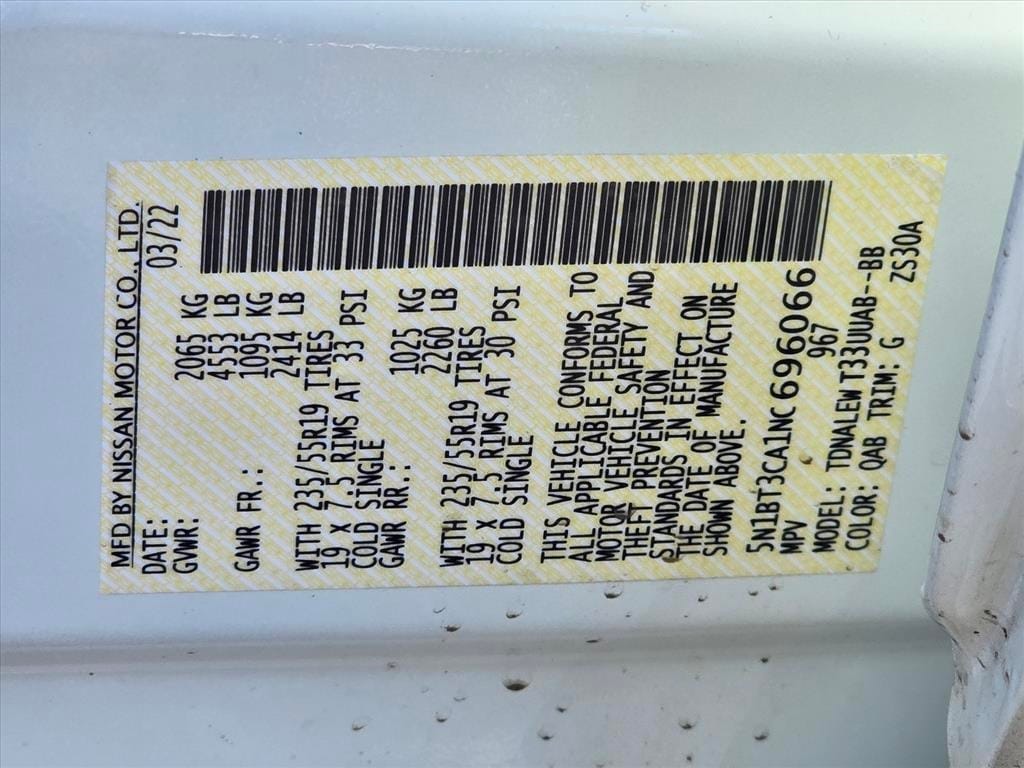 MFD BY NISSAN MOTOR CO., LTD.
DATE: 03/22
GVWR: 2065 KG
4553 LB
GAWR FR.: 1095 KG
2414 LB
WITH 235/55R19 TIRES
19 X 7.5 RIMS AT 33 PSI
COLD SINGLE
GAWR RR.: 1025 KG
2260 LB
WITH 235/55R19 TIRES
19 X 7.5 RIMS AT 30 PSI
COLD SINGLE
THIS VEHICLE CONFORMS TO
ALL APPLICABLE FEDERAL
MOTOR VEHICLE SAFETY AND
THEFT PREVENTION
STANDARDS IN EFFECT ON
THE DATE OF MANUFACTURE
SHOWN ABOVE.
5N1BT3CA1NC696066
MPV 967
MODEL: TDNALEWT33UUAB--BB
COLOR: QAB TRIM: G ZS30A